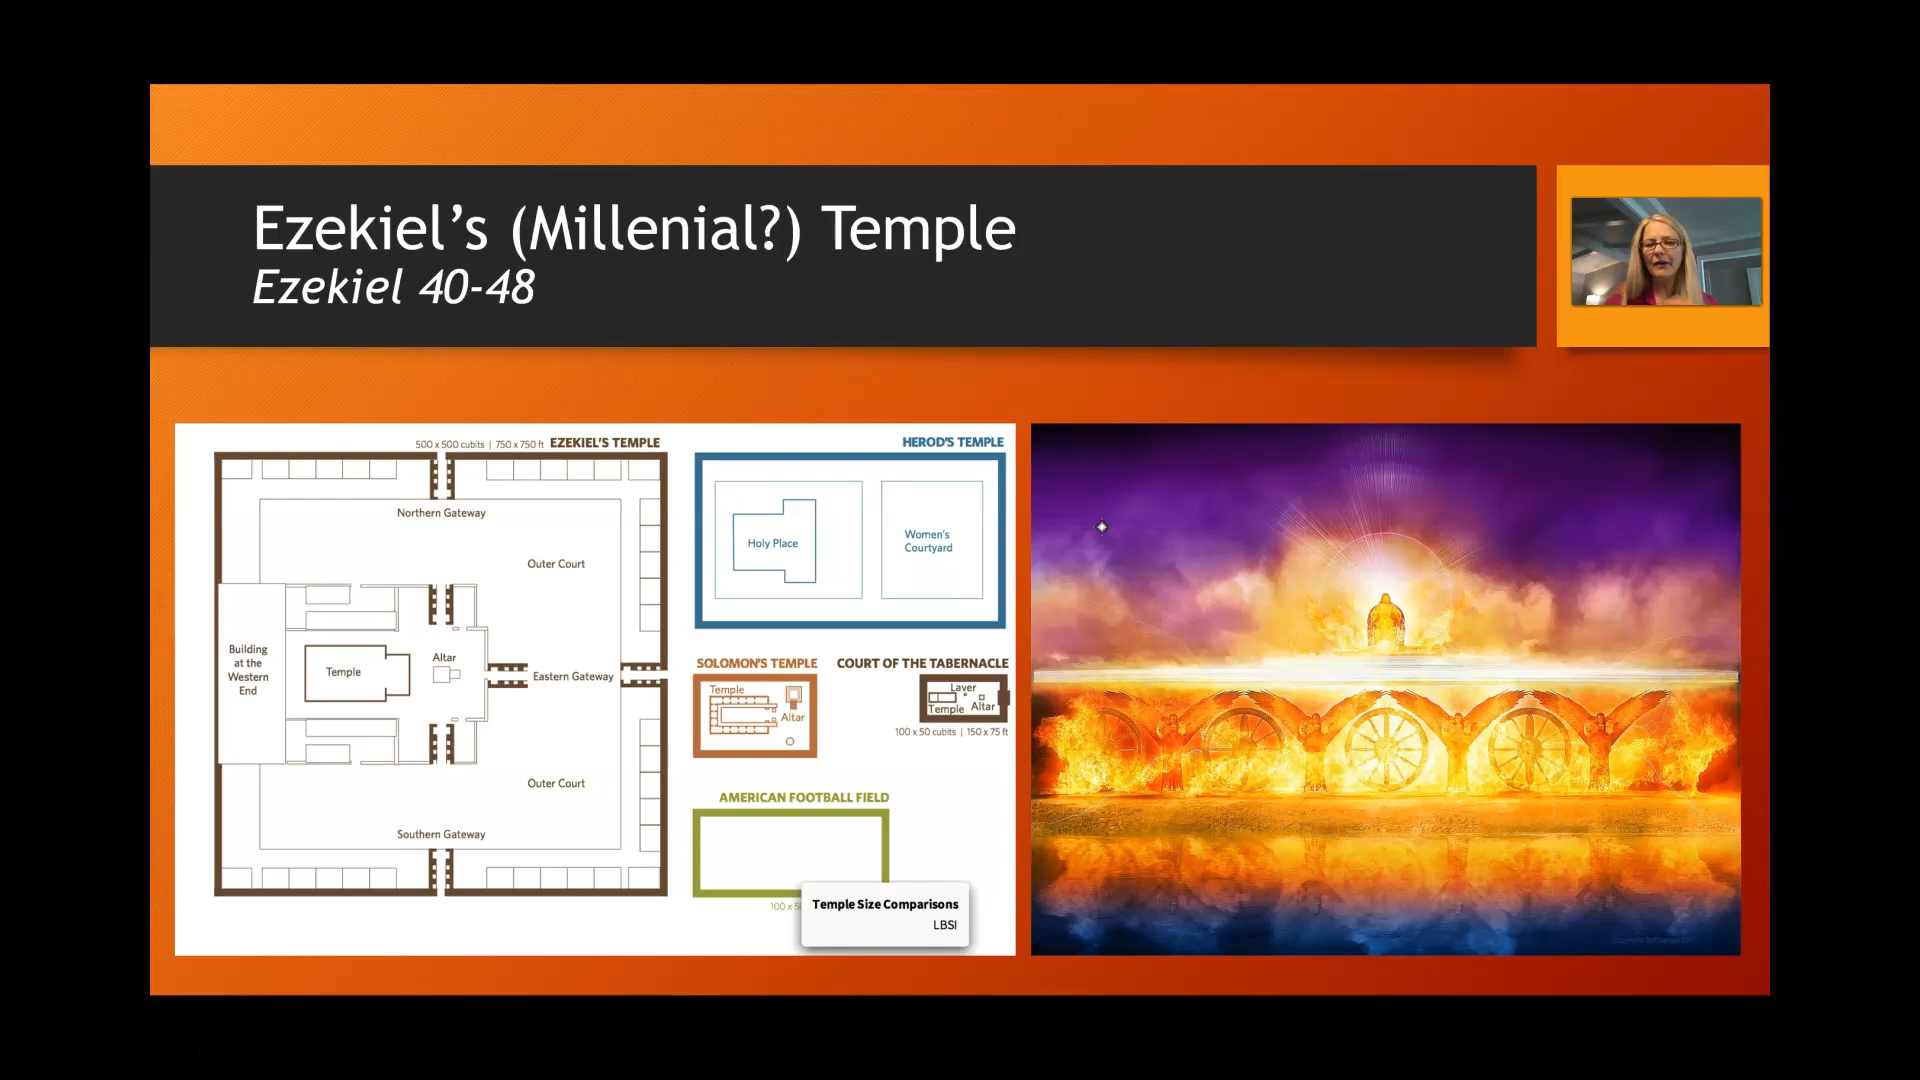 Ezekiel’s (Millenial?) Temple
Ezekiel 40-48
500 x 500 cubits | 750 x 750 ft EZEKIEL'S TEMPLE
Northern Gateway
Outer Court
Building
at the
Western
End
Temple
Altar
Eastern Gateway
Outer Court
Southern Gateway
HEROD'S TEMPLE
Holy Place
Women's
Courtyard
SOLOMON'S TEMPLE
Temple
Altar
COURT OF THE TABERNACLE
Laver
Temple
Altar
100 x 50 cubits | 150 x 75 ft
AMERICAN FOOTBALL FIELD
100 x
Temple Size Comparisons
LBSI